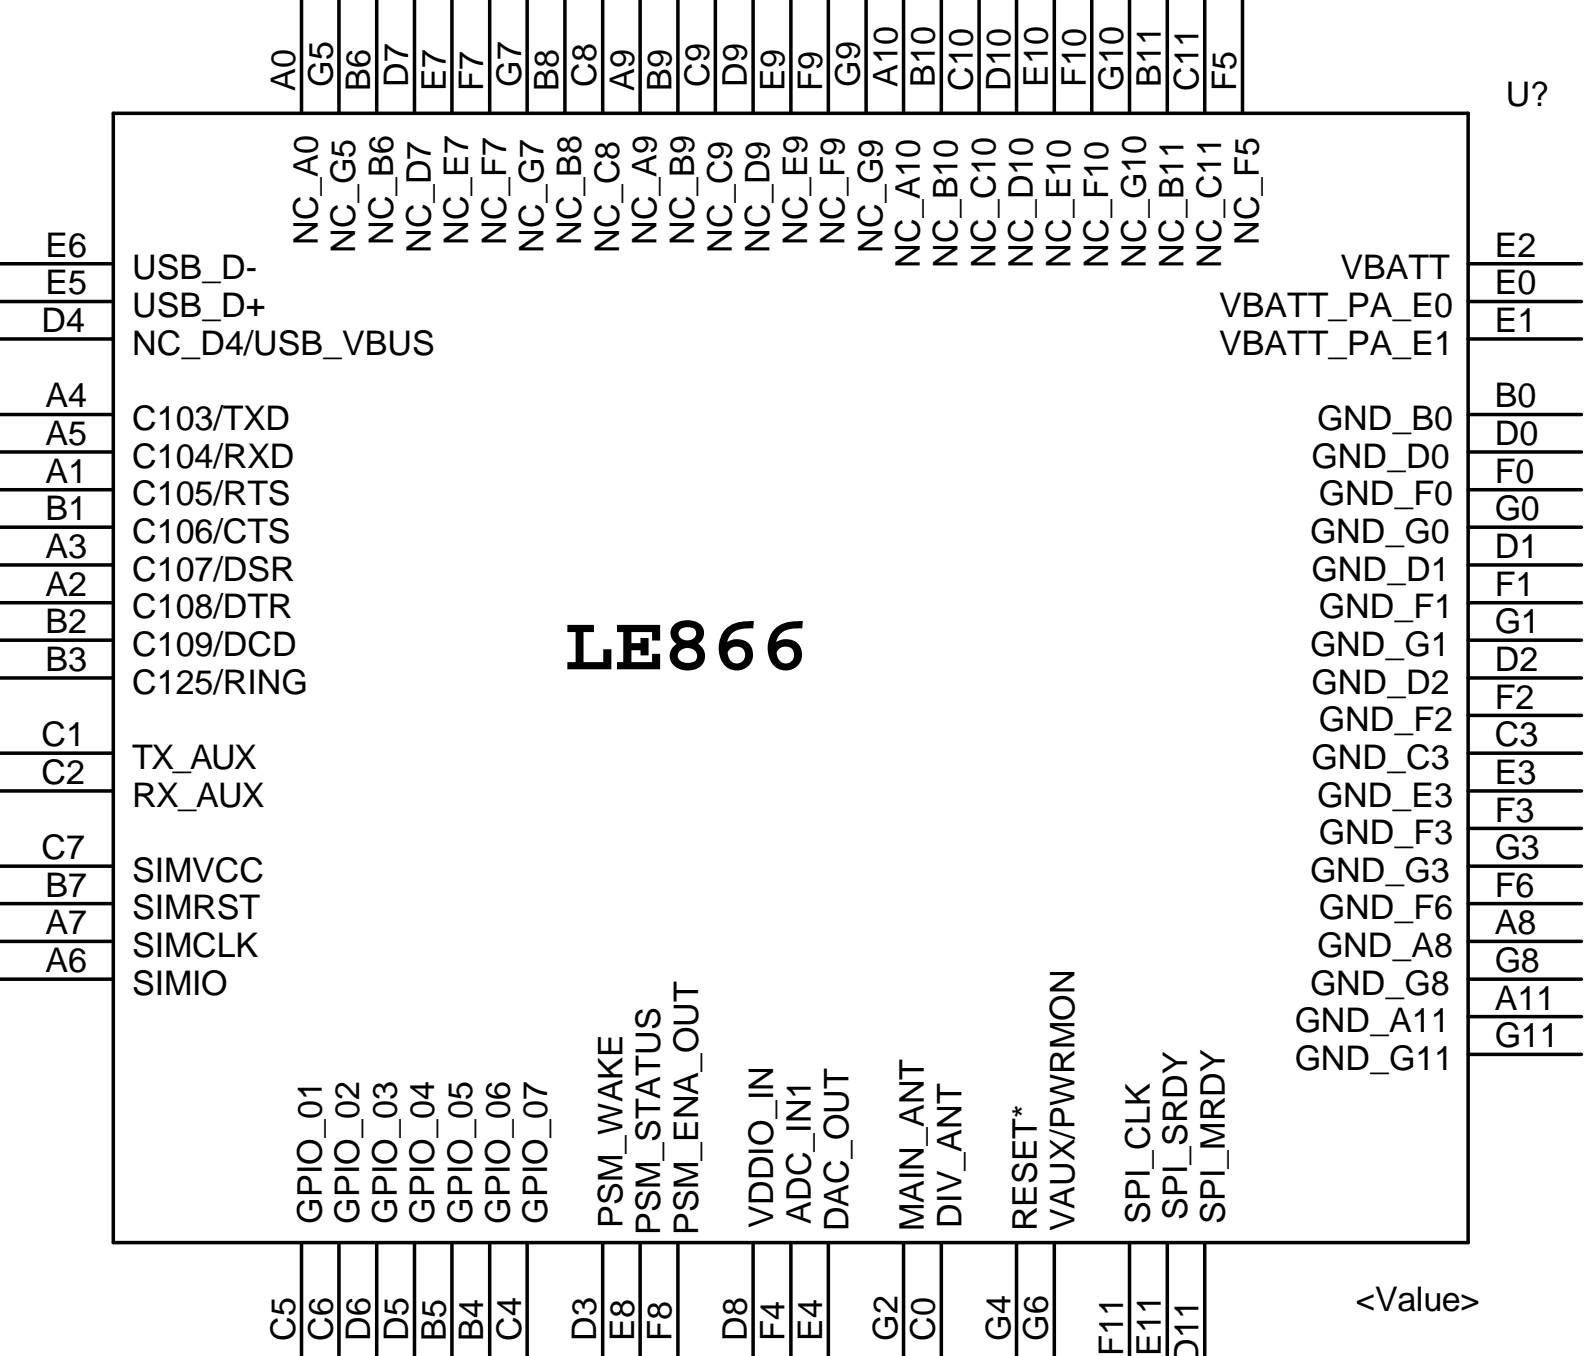 A0
G5
B6
D7
E7
F7
G7
B8
C8
A9
B9
C9
D9
E9
F9
G9
A10
B10
C10
D10
E10
F10
G10
B11
C11
F5
U?
NC_A0
NC_G5
NC_B6
NC_D7
NC_E7
NC_F7
NC_G7
NC_B8
NC_C8
NC_A9
NC_B9
NC_C9
NC_D9
NC_E9
NC_F9
NC_G9
NC_A10
NC_B10
NC_C10
NC_D10
NC_E10
NC_F10
NC_G10
NC_B11
NC_C11
NC_F5
E6 USB_D-
E5 USB_D+
D4 NC_D4/USB_VBUS
A4 C103/TXD
A5 C104/RXD
A1 C105/RTS
B1 C106/CTS
A3 C107/DSR
A2 C108/DTR
B2 C109/DCD
B3 C125/RING
C1 TX_AUX
C2 RX_AUX
C7 SIMVCC
B7 SIMRST
A7 SIMCLK
A6 SIMIO
LE866
VBATT E2
VBATT_PA_E0 E0
VBATT_PA_E1 E1
GND_B0 B0
GND_D0 D0
GND_F0 F0
GND_G0 G0
GND_D1 D1
GND_F1 F1
GND_G1 G1
GND_D2 D2
GND_F2 F2
GND_C3 C3
GND_E3 E3
GND_F3 F3
GND_G3 G3
GND_F6 F6
GND_A8 A8
GND_G8 G8
GND_A11 A11
GND_G11 G11
GPIO_01
GPIO_02
GPIO_03
GPIO_04
GPIO_05
GPIO_06
GPIO_07
PSM_WAKE
PSM_STATUS
PSM_ENA_OUT
VDDIO_IN
ADC_IN1
DAC_OUT
MAIN_ANT
DIV_ANT
RESET*
VAUX/PWRMON
SPI_CLK
SPI_SRDY
SPI_MRDY
C5
C6
D6
D5
B5
B4
C4
D3
E8
F8
D8
F4
E4
G2
C0
G4
G6
F11
E11
D11
<Value>